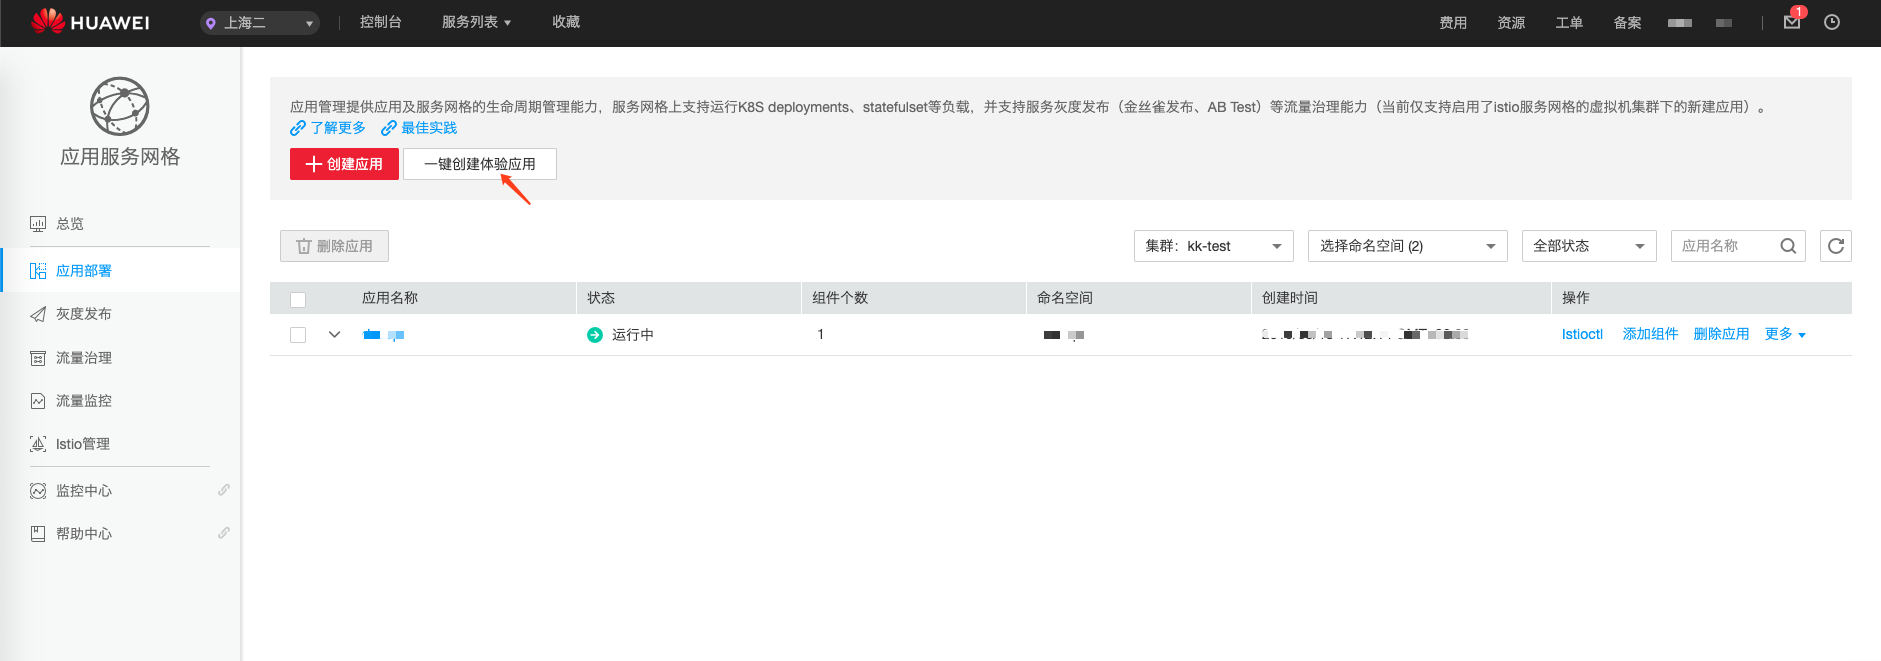 HUAWEI 上海二 控制台 服务列表 收藏 费用 资源 工单 备案 1
应用服务网格
总览
应用部署
灰度发布
流量治理
流量监控
Istio管理
监控中心
帮助中心
应用管理提供应用及服务网格的生命周期管理能力，服务网格上支持运行K8S deployments、statefulset等负载，并支持服务灰度发布（金丝雀发布、AB Test）等流量治理能力（当前仅支持启用了istio服务网格的虚拟机集群下的新建应用）。
了解更多 最佳实践
创建应用 一键创建体验应用
删除应用 集群：kk-test 选择命名空间 (2) 全部状态 应用名称
应用名称 状态 组件个数 命名空间 创建时间 操作
运行中 1 Istioctl 添加组件 删除应用 更多